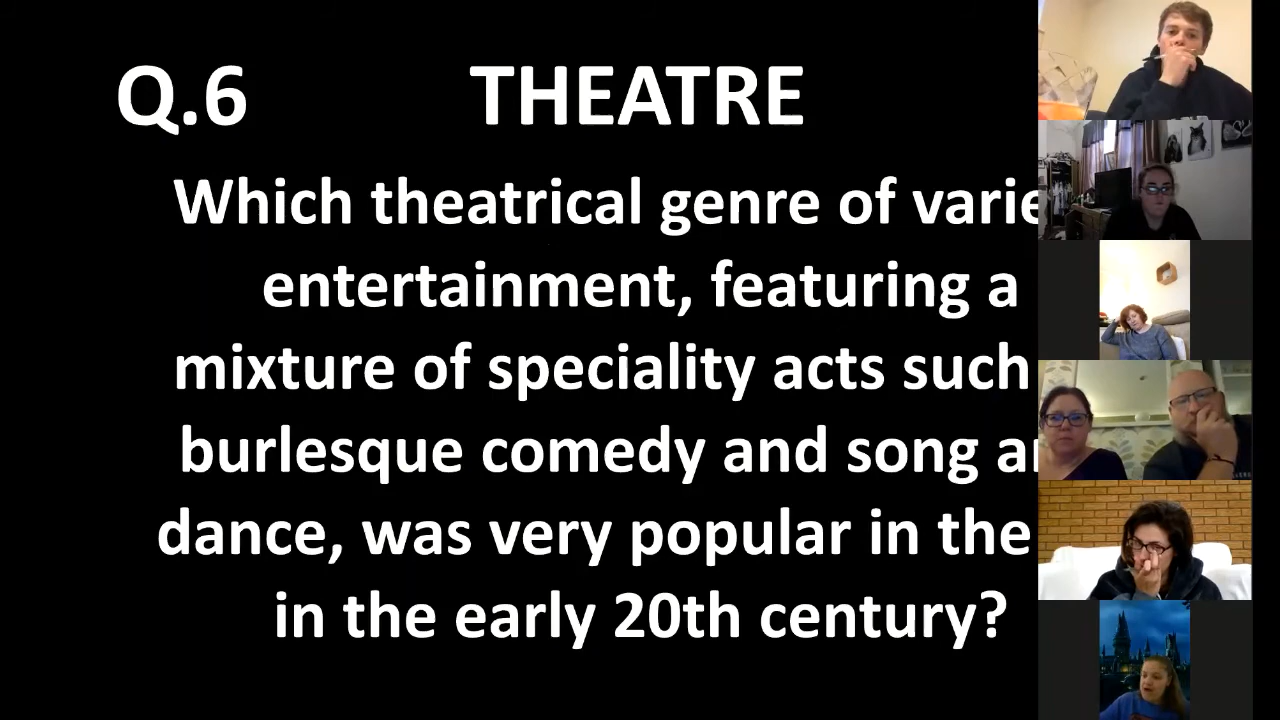 Q.6 THEATRE
Which theatrical genre of varie
entertainment, featuring a
mixture of speciality acts such
burlesque comedy and song a
dance, was very popular in the
in the early 20th century?